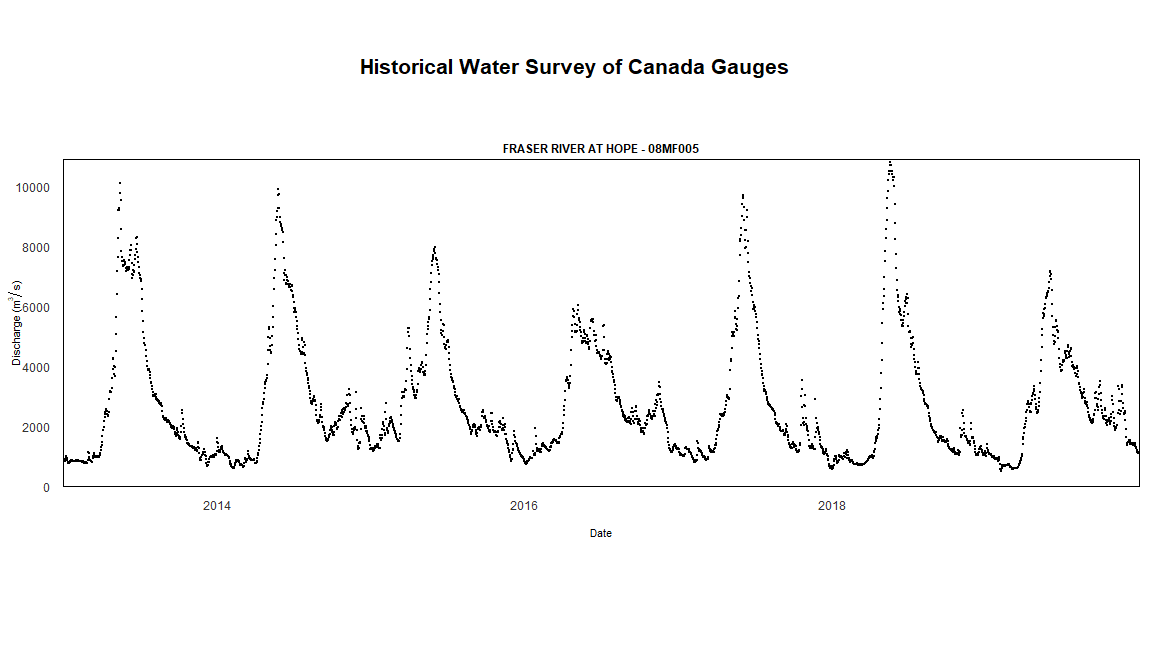 Historical Water Survey of Canada Gauges
FRASER RIVER AT HOPE - 08MF005
10000
8000
6000
4000
2000
0
Discharge (m³/ s)
2014
2016
2018
Date